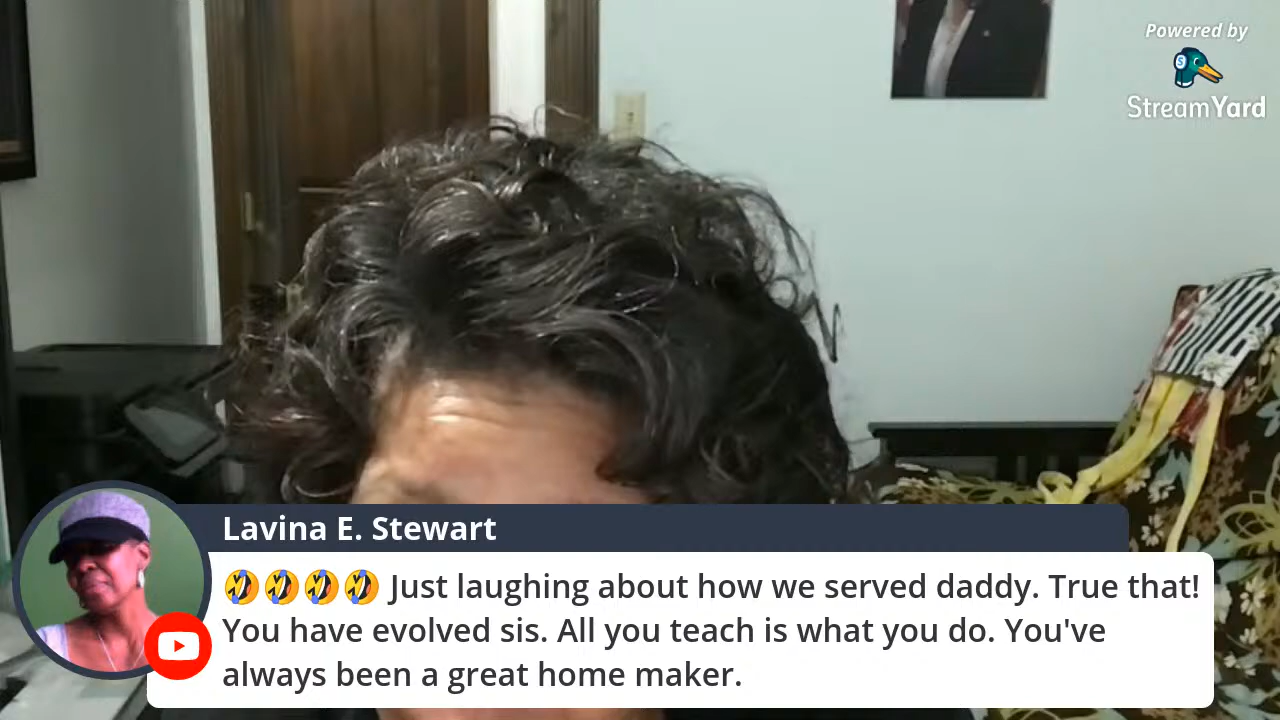 Powered by
StreamYard
Lavina E. Stewart
🤣🤣🤣🤣 Just laughing about how we served daddy. True that!
You have evolved sis. All you teach is what you do. You've
always been a great home maker.